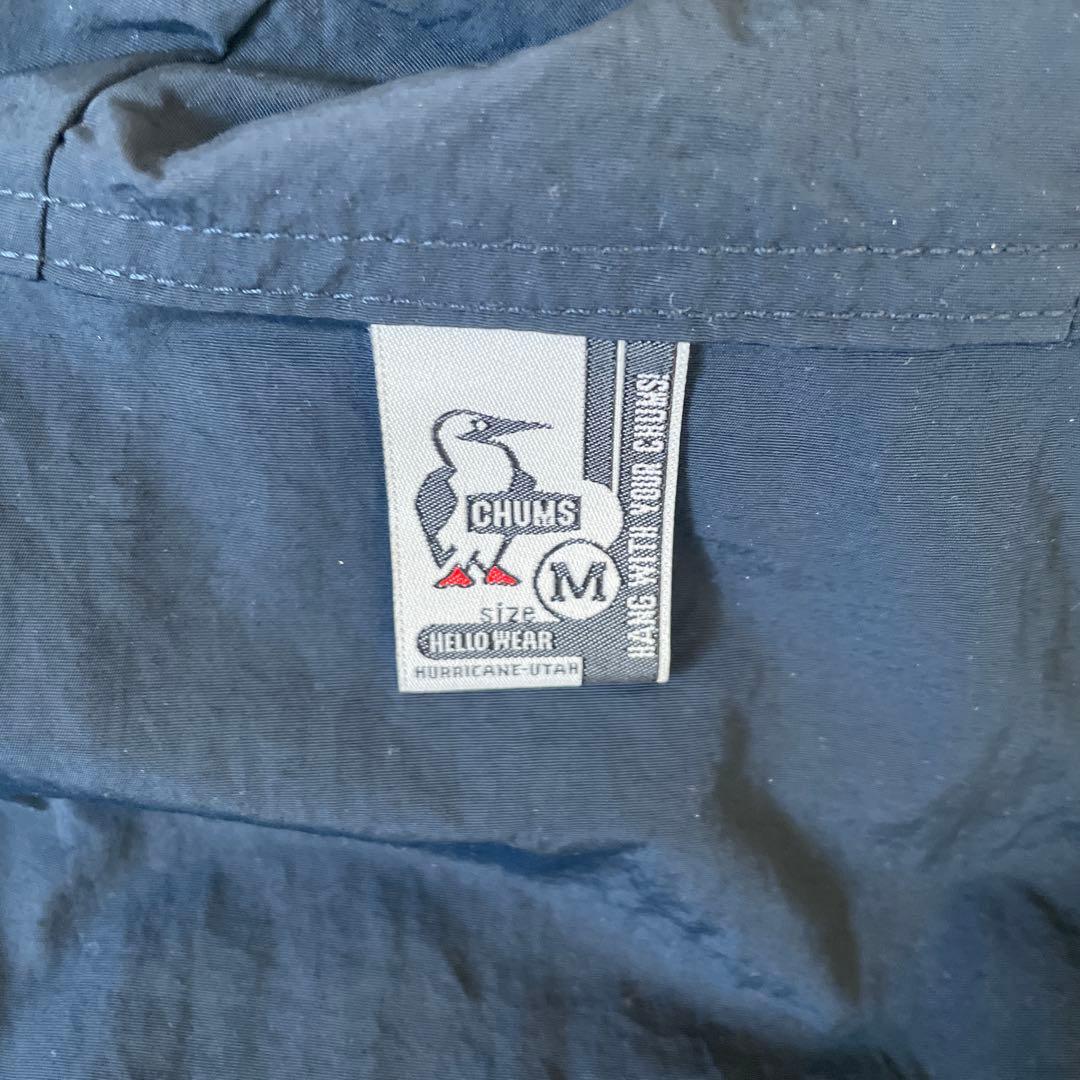 CHUMS
M
size
HELLO WEAR
HURRICANE-UTAH
HANG WITH YOUR CHUMS!